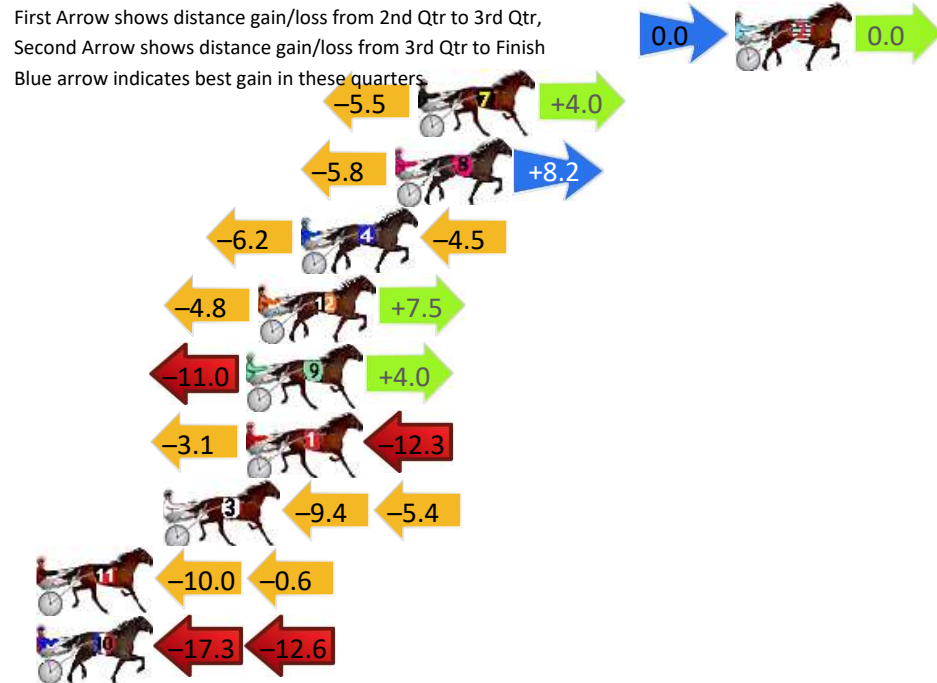 First Arrow shows distance gain/loss from 2nd Qtr to 3rd Qtr,
Second Arrow shows distance gain/loss from 3rd Qtr to Finish
Blue arrow indicates best gain in these quarters
0.0 2 0.0
–5.5 7 +4.0
–5.8 8 +8.2
–6.2 4 –4.5
–4.8 12 +7.5
–11.0 9 +4.0
–3.1 1 –12.3
3 –9.4 –5.4
11 –10.0 –0.6
10 –17.3 –12.6